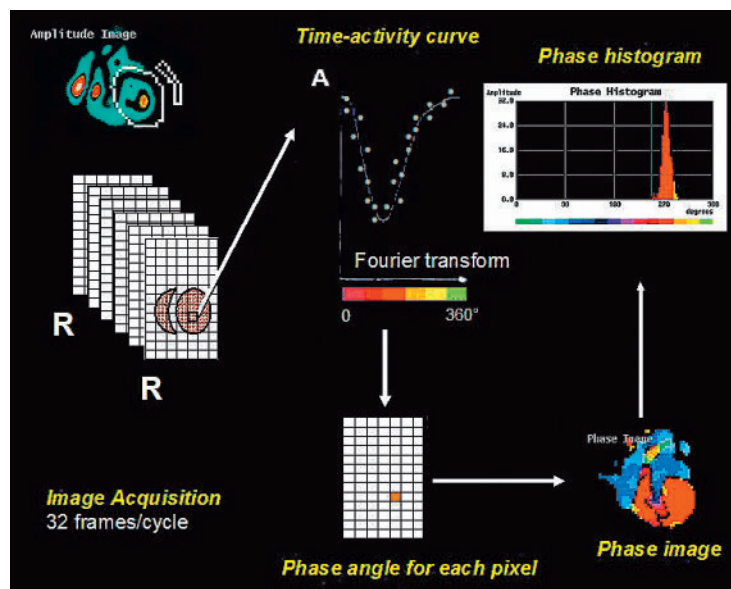 Amplitude Image
Time-activity curve
Phase histogram
A
Amplitude
Phase Histogram
32.0
24.0
16.0
8.0
0.0
0
90
180
270
360
degrees
Fourier transform
0
360°
R
R
Image Acquisition
32 frames/cycle
Phase angle for each pixel
Phase Image
Phase image